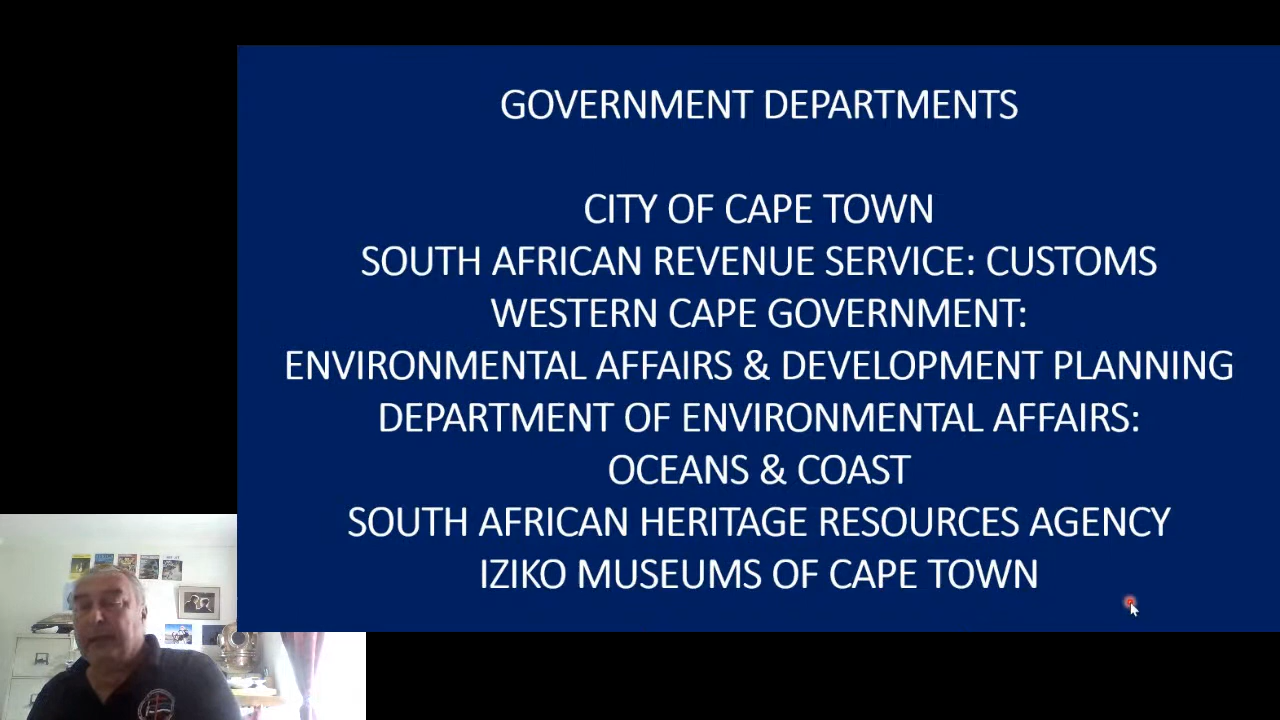 GOVERNMENT DEPARTMENTS
CITY OF CAPE TOWN
SOUTH AFRICAN REVENUE SERVICE: CUSTOMS
WESTERN CAPE GOVERNMENT:
ENVIRONMENTAL AFFAIRS & DEVELOPMENT PLANNING
DEPARTMENT OF ENVIRONMENTAL AFFAIRS:
OCEANS & COAST
SOUTH AFRICAN HERITAGE RESOURCES AGENCY
IZIKO MUSEUMS OF CAPE TOWN